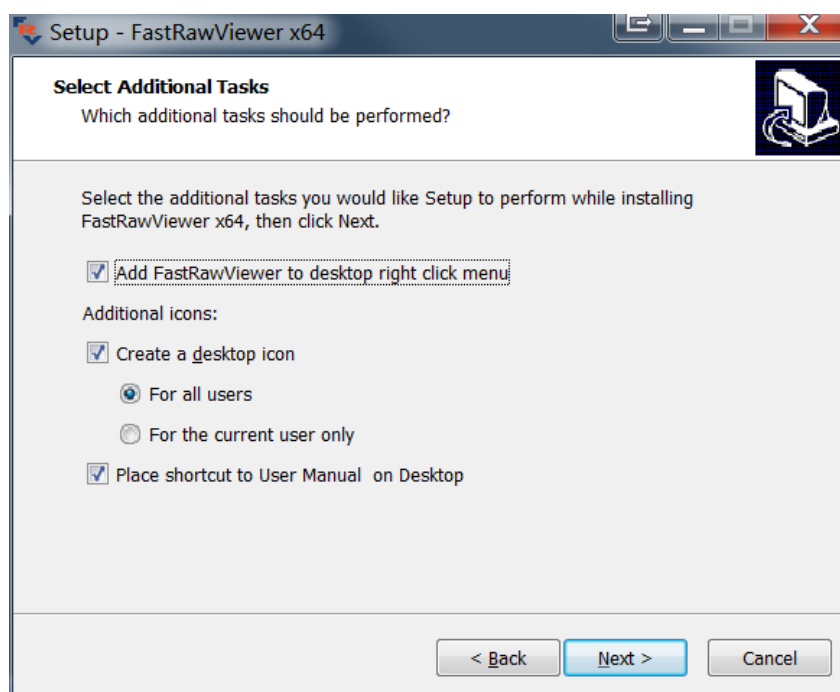 Setup - FastRawViewer x64
Select Additional Tasks
Which additional tasks should be performed?
Select the additional tasks you would like Setup to perform while installing
FastRawViewer x64, then click Next.
Add FastRawViewer to desktop right click menu
Additional icons:
Create a desktop icon
For all users
For the current user only
Place shortcut to User Manual  on Desktop
< Back
Next >
Cancel